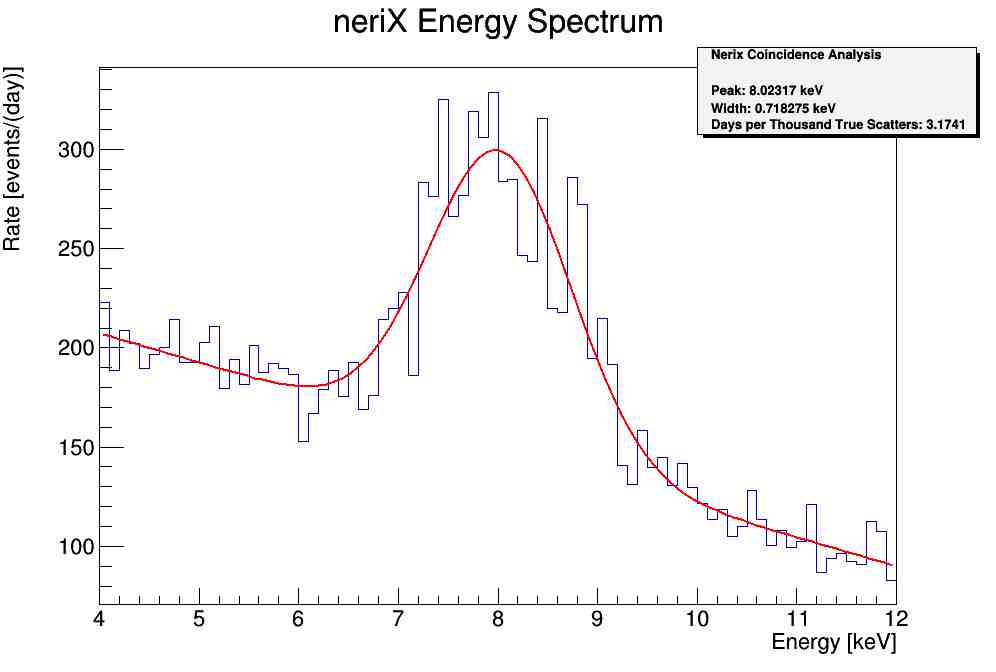 neriX Energy Spectrum
Nerix Coincidence Analysis
Peak: 8.02317 keV
Width: 0.718275 keV
Days per Thousand True Scatters: 3.1741
Rate [events/(day)]
300
250
200
150
100
4 5 6 7 8 9 10 11 12
Energy [keV]